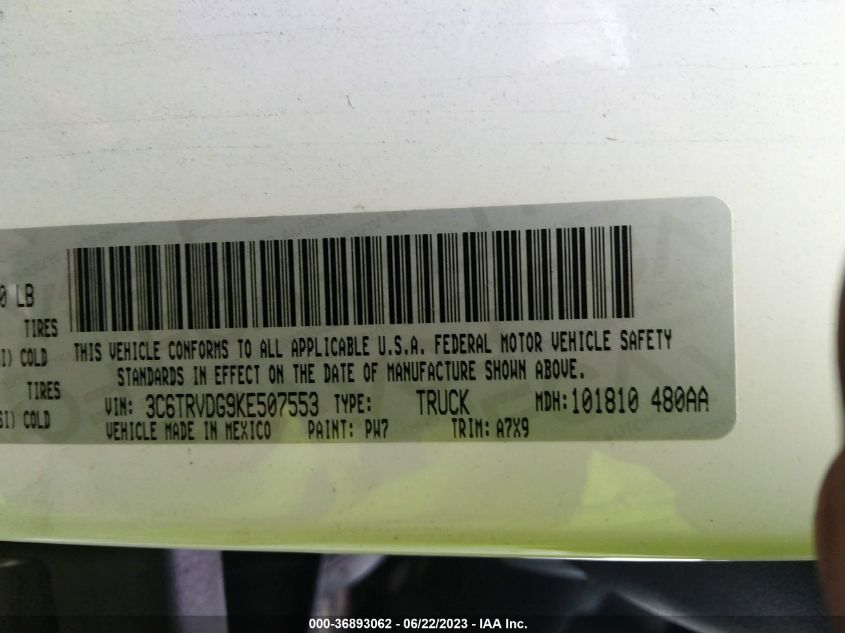 0 LB
TIRES
SI) COLD
TIRES
SI) COLD
THIS VEHICLE CONFORMS TO ALL APPLICABLE U.S.A. FEDERAL MOTOR VEHICLE SAFETY
STANDARDS IN EFFECT ON THE DATE OF MANUFACTURE SHOWN ABOVE.
VIN: 3C6TRVDG9KE507553 TYPE: TRUCK MDH:101810 480AA
VEHICLE MADE IN MEXICO PAINT: PW7 TRIM: A7X9
000-36893062 - 06/22/2023 - IAA Inc.